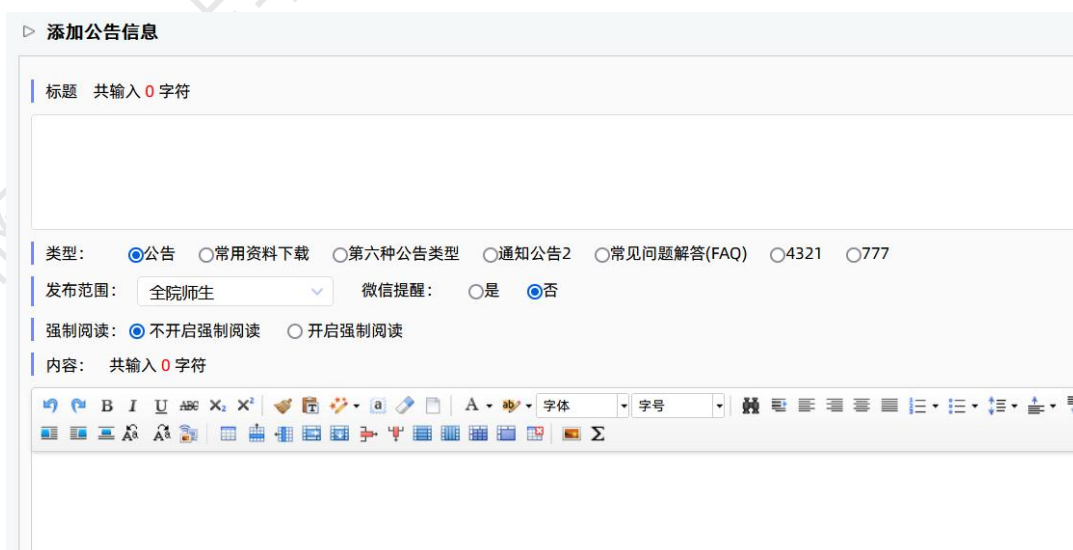 添加公告信息
标题 共输入 0 字符
类型： 公告 常用资料下载 第六种公告类型 通知公告2 常见问题解答(FAQ) 4321 777
发布范围： 全院师生 微信提醒： 是 否
强制阅读： 不开启强制阅读 开启强制阅读
内容： 共输入 0 字符
B I U ABC X₂ X² a A ab 字体 字号
Aa Aa Σ